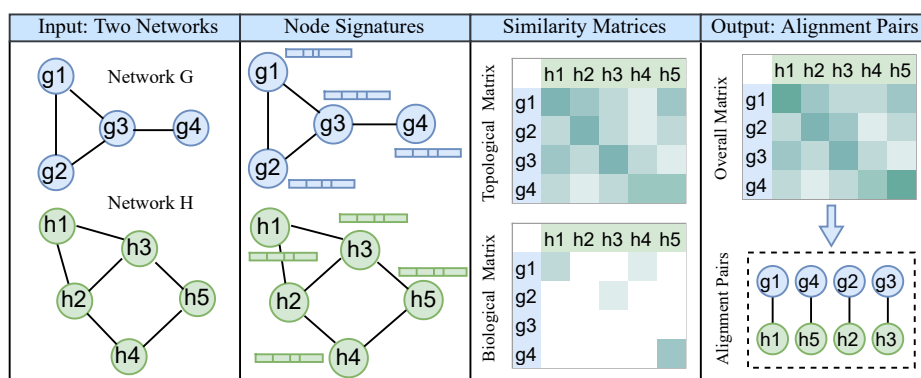 Input: Two Networks
Node Signatures
Similarity Matrices
Output: Alignment Pairs
Network G
g1
g3
g4
g2
Network H
h1
h3
h2
h5
h4
g1
g3
g4
g2
h1
h3
h2
h5
h4
Topological Matrix
h1 h2 h3 h4 h5
g1
g2
g3
g4
Biological Matrix
h1 h2 h3 h4 h5
g1
g2
g3
g4
Overall Matrix
h1 h2 h3 h4 h5
g1
g2
g3
g4
Alignment Pairs
g1 g4 g2 g3
h1 h5 h2 h3